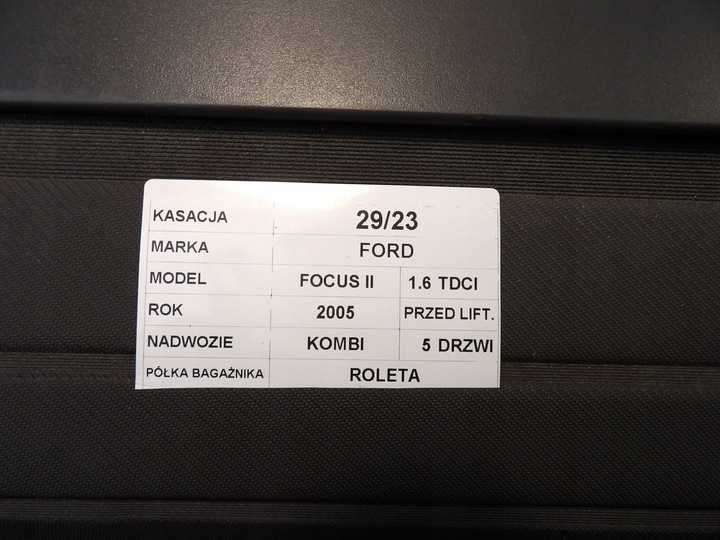 KASACJA 29/23
MARKA FORD
MODEL FOCUS II 1.6 TDCI
ROK 2005 PRZED LIFT.
NADWOZIE KOMBI 5 DRZWI
PÓŁKA BAGAŻNIKA ROLETA